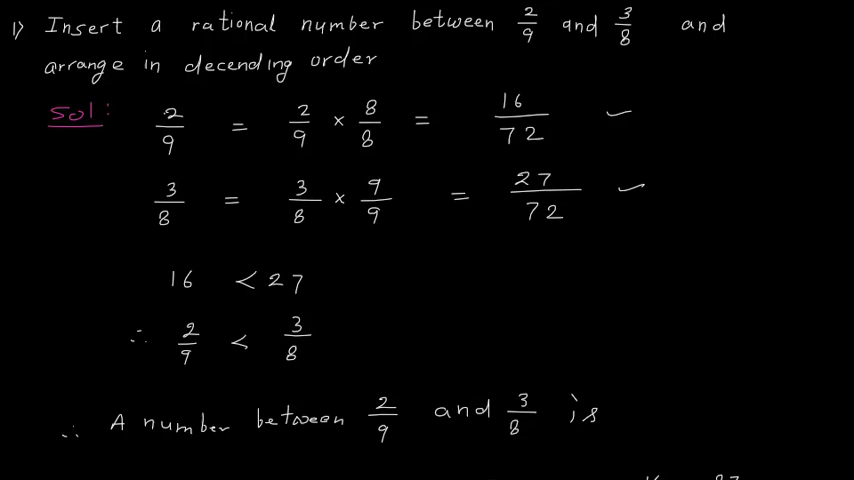 1) Insert a rational number between 2/9 and 3/8 and
arrange in decending order
Sol: 2/9 = 2/9 × 8/8 = 16/72
3/8 = 3/8 × 9/9 = 27/72
16 < 27
∴ 2/9 < 3/8
∴ A number between 2/9 and 3/8 is